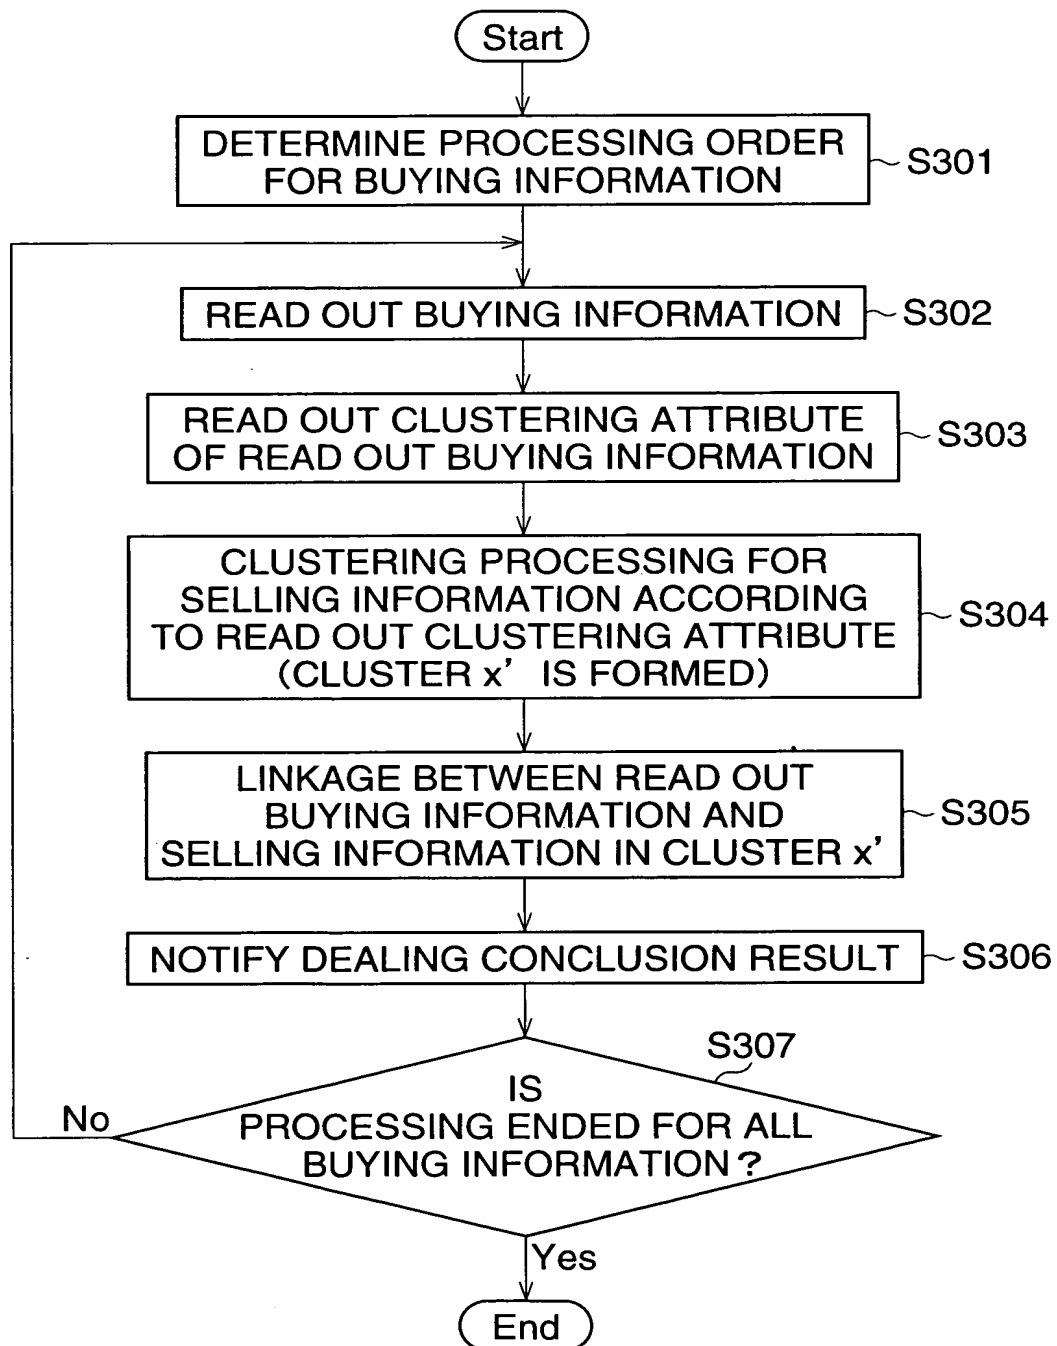 Start
DETERMINE PROCESSING ORDER
FOR BUYING INFORMATION
S301
READ OUT BUYING INFORMATION
S302
READ OUT CLUSTERING ATTRIBUTE
OF READ OUT BUYING INFORMATION
S303
CLUSTERING PROCESSING FOR
SELLING INFORMATION ACCORDING
TO READ OUT CLUSTERING ATTRIBUTE
(CLUSTER x' IS FORMED)
S304
LINKAGE BETWEEN READ OUT
BUYING INFORMATION AND
SELLING INFORMATION IN CLUSTER x'
S305
NOTIFY DEALING CONCLUSION RESULT
S306
S307
IS
PROCESSING ENDED FOR ALL
BUYING INFORMATION?
No
Yes
End